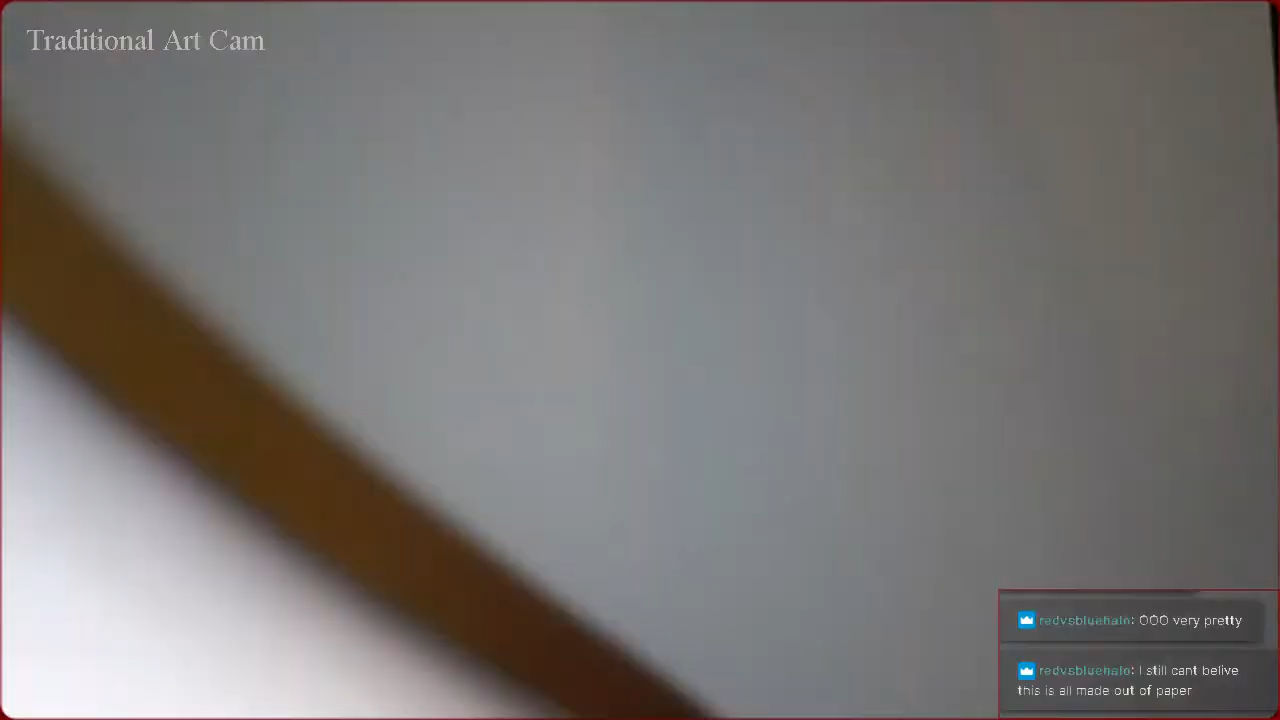 Traditional Art Cam
redvsbluehalo: OOO very pretty
redvsbluehalo: I still cant belive
this is all made out of paper